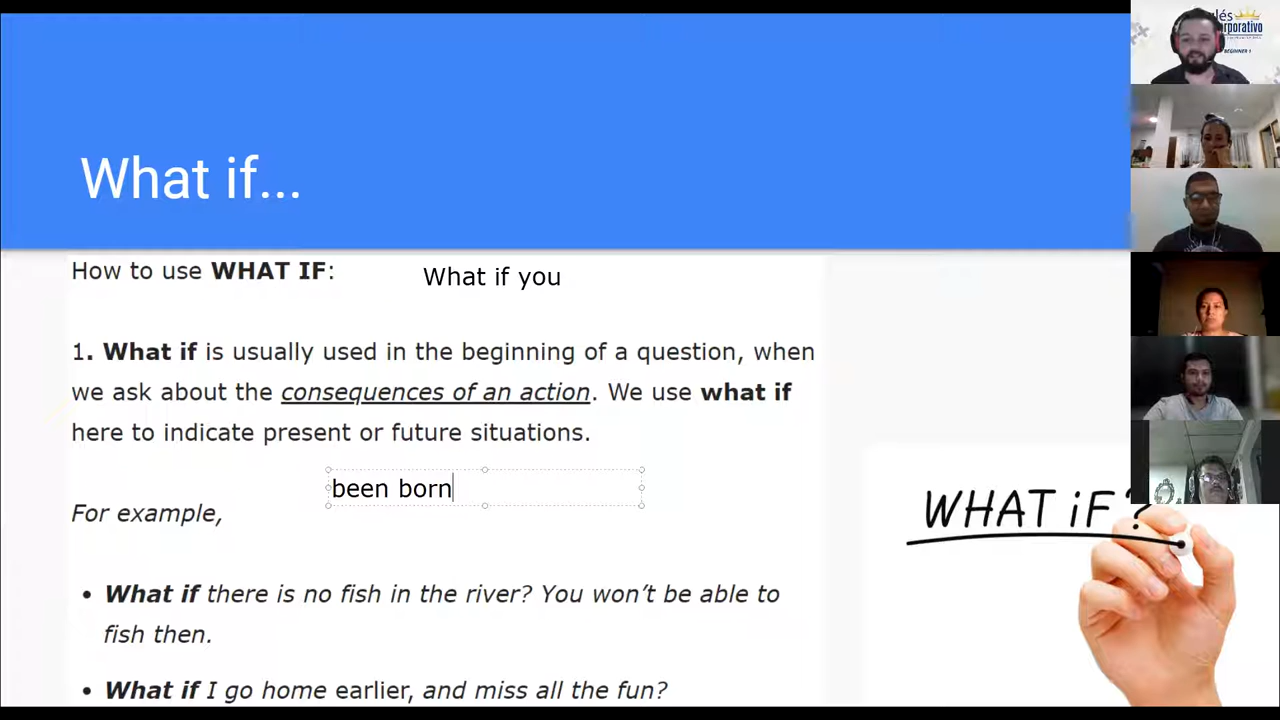 What if...
How to use WHAT IF:
What if you
1. What if is usually used in the beginning of a question, when
we ask about the consequences of an action. We use what if
here to indicate present or future situations.
been born
For example,
• What if there is no fish in the river? You won’t be able to
fish then.
• What if I go home earlier, and miss all the fun?
WHAT iF ?
BEGINNER 1